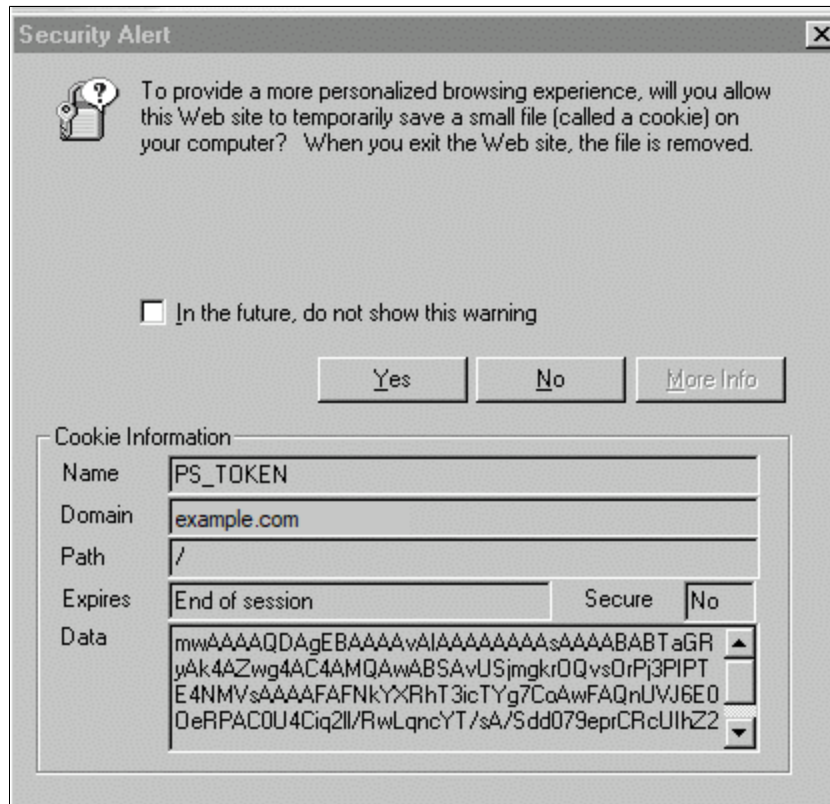 Security Alert
To provide a more personalized browsing experience, will you allow
this Web site to temporarily save a small file (called a cookie) on
your computer? When you exit the Web site, the file is removed.
In the future, do not show this warning
Yes No More Info
Cookie Information
Name PS_TOKEN
Domain example.com
Path /
Expires End of session Secure No
Data